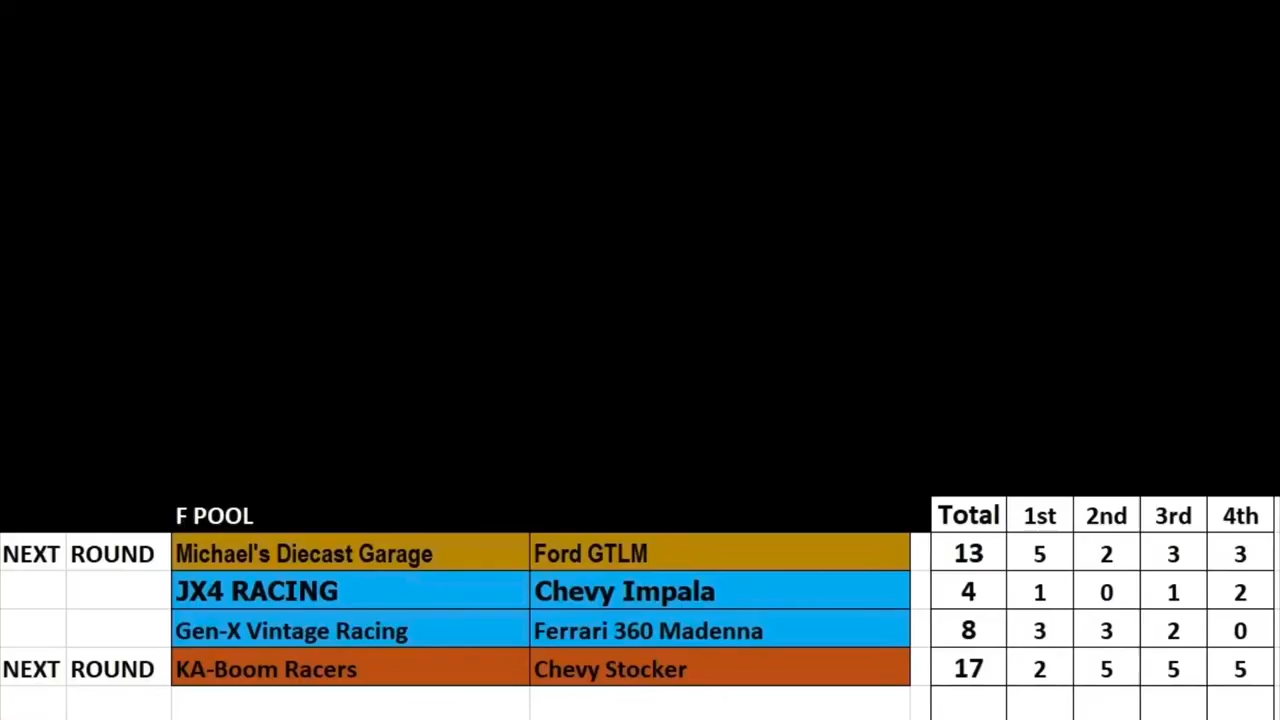 F POOL Total 1st 2nd 3rd 4th
NEXT ROUND Michael's Diecast Garage Ford GTLM 13 5 2 3 3
JX4 RACING Chevy Impala 4 1 0 1 2
Gen-X Vintage Racing Ferrari 360 Madenna 8 3 3 2 0
NEXT ROUND KA-Boom Racers Chevy Stocker 17 2 5 5 5